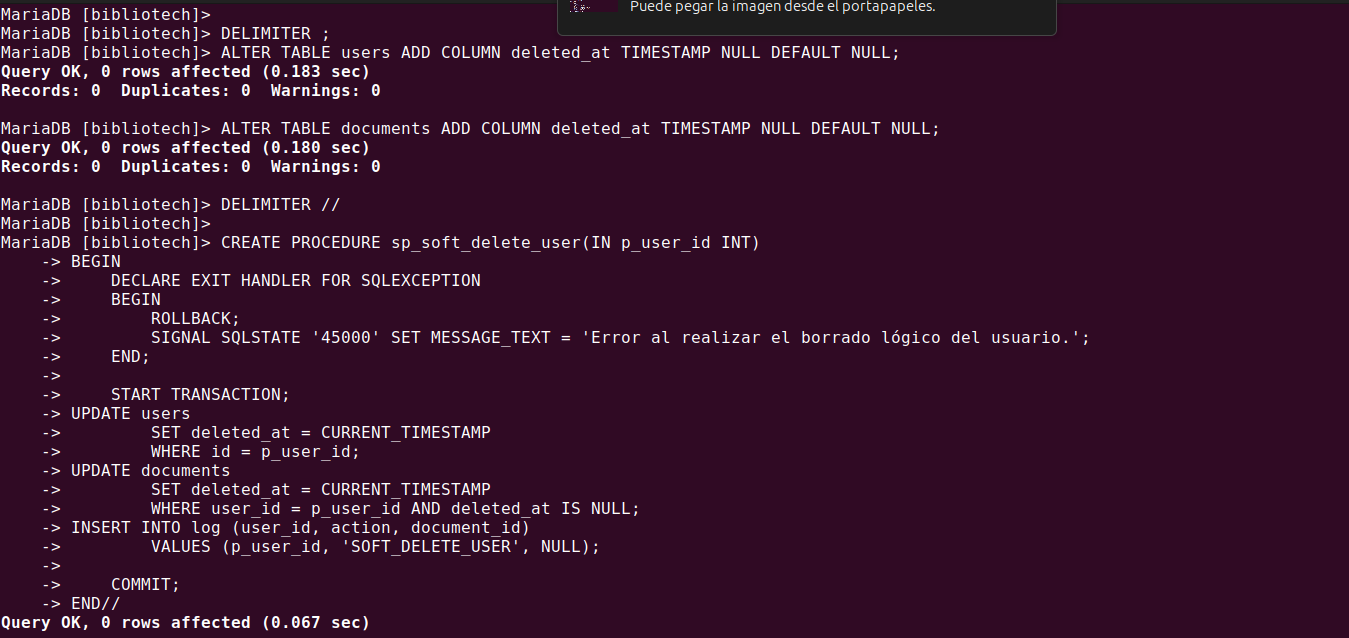 Puede pegar la imagen desde el portapapeles.
MariaDB [bibliotech]>
MariaDB [bibliotech]> DELIMITER ;
MariaDB [bibliotech]> ALTER TABLE users ADD COLUMN deleted_at TIMESTAMP NULL DEFAULT NULL;
Query OK, 0 rows affected (0.183 sec)
Records: 0  Duplicates: 0  Warnings: 0

MariaDB [bibliotech]> ALTER TABLE documents ADD COLUMN deleted_at TIMESTAMP NULL DEFAULT NULL;
Query OK, 0 rows affected (0.180 sec)
Records: 0  Duplicates: 0  Warnings: 0

MariaDB [bibliotech]> DELIMITER //
MariaDB [bibliotech]>
MariaDB [bibliotech]> CREATE PROCEDURE sp_soft_delete_user(IN p_user_id INT)
    -> BEGIN
    ->     DECLARE EXIT HANDLER FOR SQLEXCEPTION
    ->     BEGIN
    ->         ROLLBACK;
    ->         SIGNAL SQLSTATE '45000' SET MESSAGE_TEXT = 'Error al realizar el borrado lógico del usuario.';
    ->     END;
    ->
    ->     START TRANSACTION;
    -> UPDATE users
    ->         SET deleted_at = CURRENT_TIMESTAMP
    ->         WHERE id = p_user_id;
    -> UPDATE documents
    ->         SET deleted_at = CURRENT_TIMESTAMP
    ->         WHERE user_id = p_user_id AND deleted_at IS NULL;
    -> INSERT INTO log (user_id, action, document_id)
    ->         VALUES (p_user_id, 'SOFT_DELETE_USER', NULL);
    ->
    ->     COMMIT;
    -> END//
Query OK, 0 rows affected (0.067 sec)